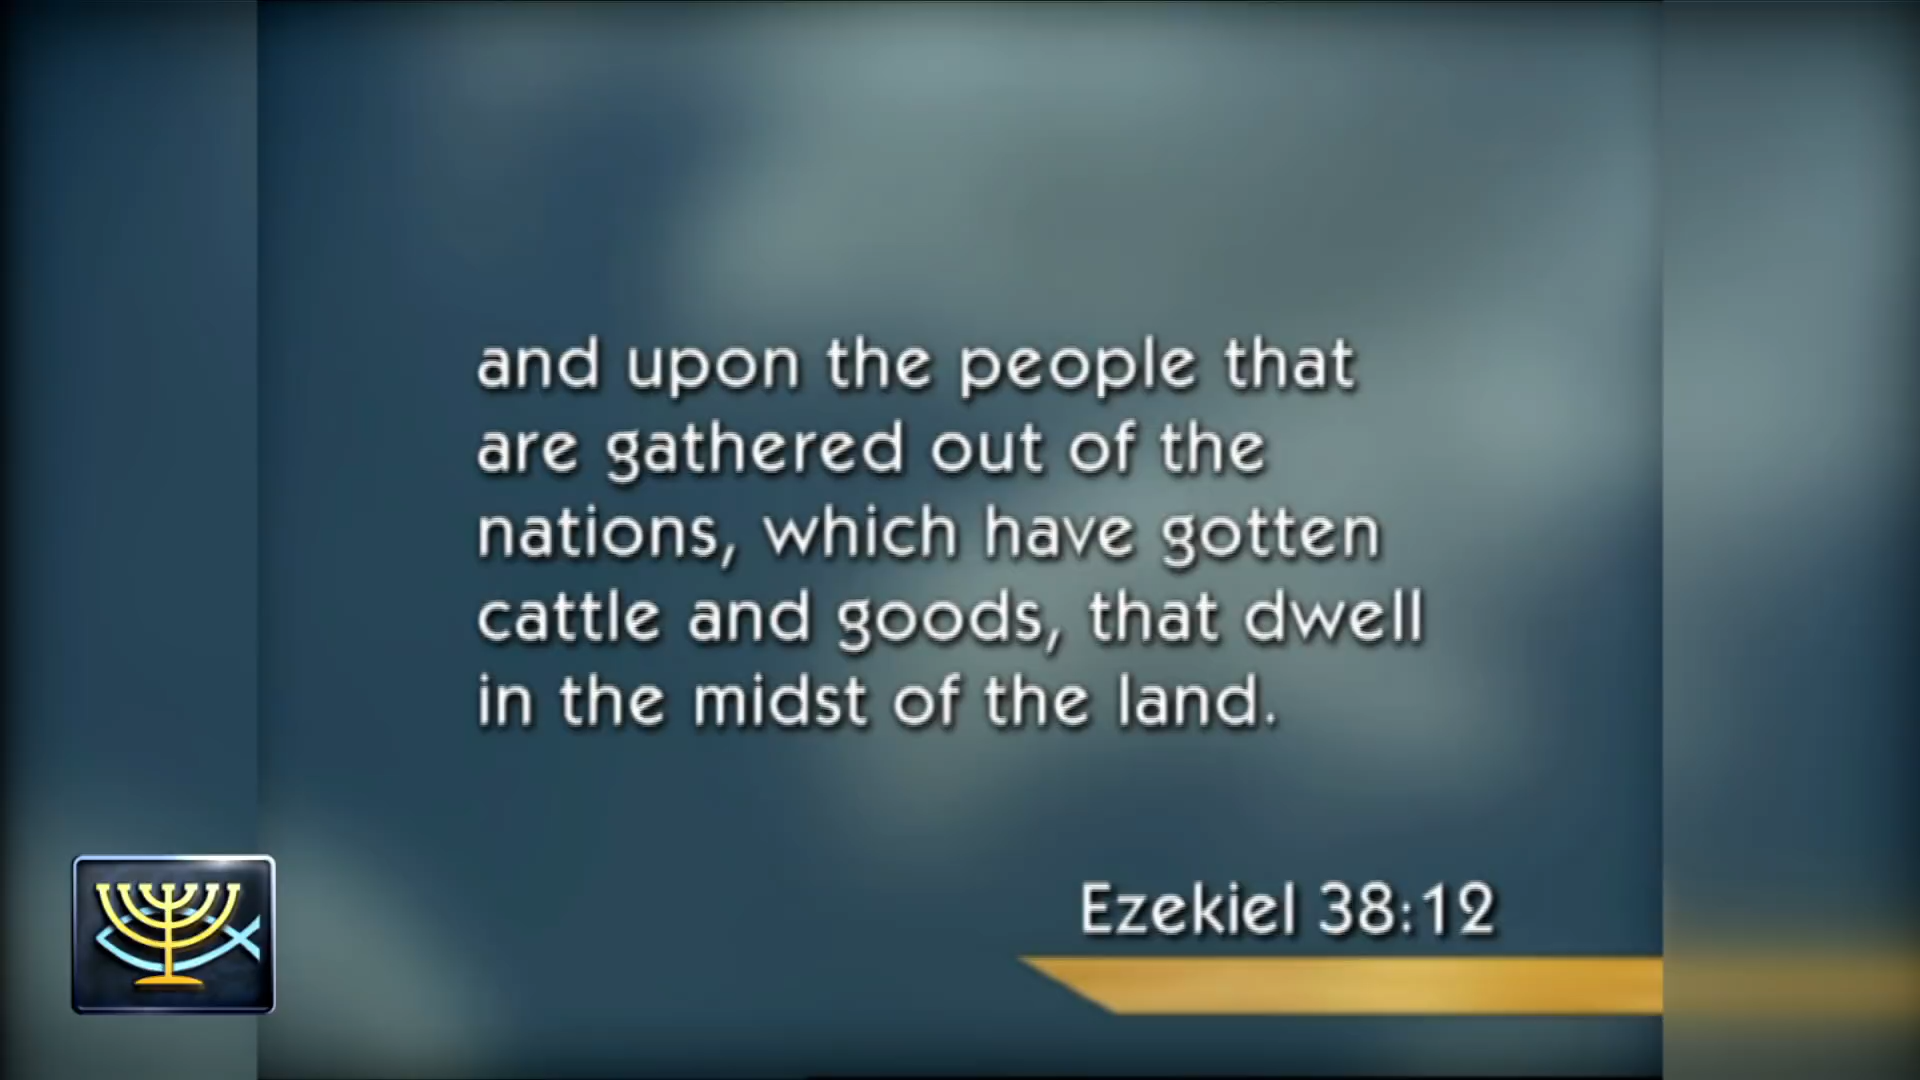 and upon the people that
are gathered out of the
nations, which have gotten
cattle and goods, that dwell
in the midst of the land.
Ezekiel 38:12